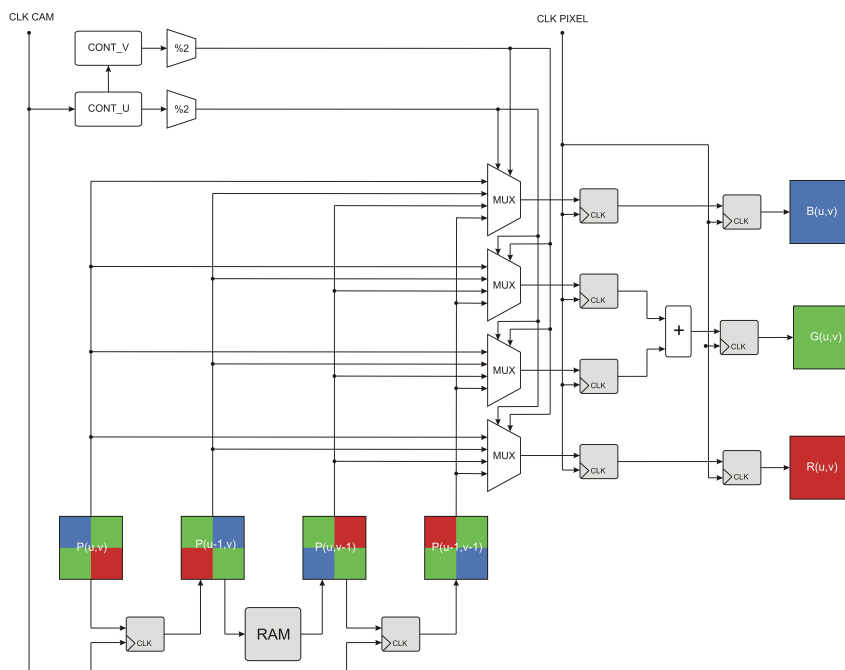 CLK CAM
CLK PIXEL
CONT_V
%2
CONT_U
%2
MUX
CLK
CLK
B(u,v)
MUX
CLK
+
CLK
G(u,v)
MUX
CLK
MUX
CLK
CLK
R(u,v)
P(u,v)
P(u-1,v)
P(u,v-1)
P(u-1,v-1)
CLK
RAM
CLK